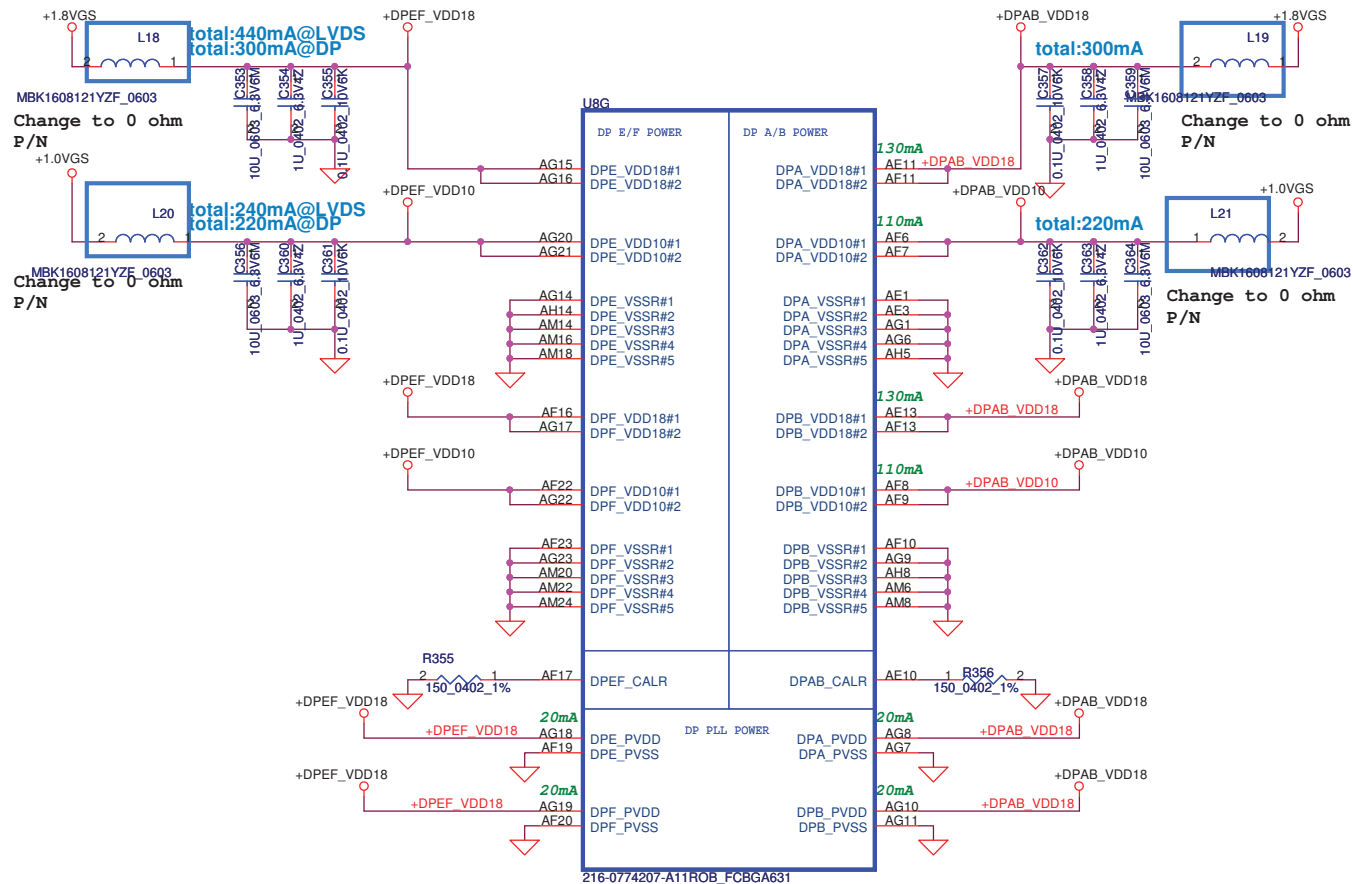 +1.8VGS
L18
2
1
MBK1608121YZF_0603
Change to 0 ohm
P/N
total:440mA@LVDS
total:300mA@DP
+DPEF_VDD18
C353
10U_0603_6.3V6M
C354
1U_0402_6.3V4Z
C355
0.1U_0402_10V6K
+1.0VGS
L20
2
1
MBK1608121YZF_0603
Change to 0 ohm
P/N
total:240mA@LVDS
total:220mA@DP
+DPEF_VDD10
C356
10U_0603_6.3V6M
C360
1U_0402_6.3V4Z
C361
0.1U_0402_10V6K
+DPAB_VDD18
total:300mA
L19
2
1
+1.8VGS
MBK1608121YZF_0603
Change to 0 ohm
P/N
C357
0.1U_0402_10V6K
C358
1U_0402_6.3V4Z
C359
10U_0603_6.3V6M
+DPAB_VDD10
total:220mA
L21
1
2
+1.0VGS
MBK1608121YZF_0603
Change to 0 ohm
P/N
C362
0.1U_0402_10V6K
C363
1U_0402_6.3V4Z
C364
10U_0603_6.3V6M
U8G
DP E/F POWER
DP A/B POWER
AG15 DPE_VDD18#1
AG16 DPE_VDD18#2
AG20 DPE_VDD10#1
AG21 DPE_VDD10#2
AG14 DPE_VSSR#1
AH14 DPE_VSSR#2
AM14 DPE_VSSR#3
AM16 DPE_VSSR#4
AM18 DPE_VSSR#5
+DPEF_VDD18
AF16 DPF_VDD18#1
AG17 DPF_VDD18#2
+DPEF_VDD10
AF22 DPF_VDD10#1
AG22 DPF_VDD10#2
AF23 DPF_VSSR#1
AG23 DPF_VSSR#2
AM20 DPF_VSSR#3
AM22 DPF_VSSR#4
AM24 DPF_VSSR#5
R355
2
1
150_0402_1%
AF17 DPEF_CALR
130mA
DPA_VDD18#1 AE11 +DPAB_VDD18
DPA_VDD18#2 AF11
110mA
DPA_VDD10#1 AF6
DPA_VDD10#2 AF7
DPA_VSSR#1 AE1
DPA_VSSR#2 AE3
DPA_VSSR#3 AG1
DPA_VSSR#4 AG6
DPA_VSSR#5 AH5
130mA
+DPAB_VDD18
DPB_VDD18#1 AE13 +DPAB_VDD18
DPB_VDD18#2 AF13
110mA
+DPAB_VDD10
DPB_VDD10#1 AF8 +DPAB_VDD10
DPB_VDD10#2 AF9
DPB_VSSR#1 AF10
DPB_VSSR#2 AG9
DPB_VSSR#3 AH8
DPB_VSSR#4 AM6
DPB_VSSR#5 AM8
DPAB_CALR AE10
1
R356
2
150_0402_1%
DP PLL POWER
+DPEF_VDD18
20mA
+DPEF_VDD18 AG18 DPE_PVDD
AF19 DPE_PVSS
+DPEF_VDD18
20mA
+DPEF_VDD18 AG19 DPF_PVDD
AF20 DPF_PVSS
20mA
+DPAB_VDD18
DPA_PVDD AG8 +DPAB_VDD18
DPA_PVSS AG7
20mA
+DPAB_VDD18
DPB_PVDD AG10 +DPAB_VDD18
DPB_PVSS AG11
216-0774207-A11ROB_FCBGA631